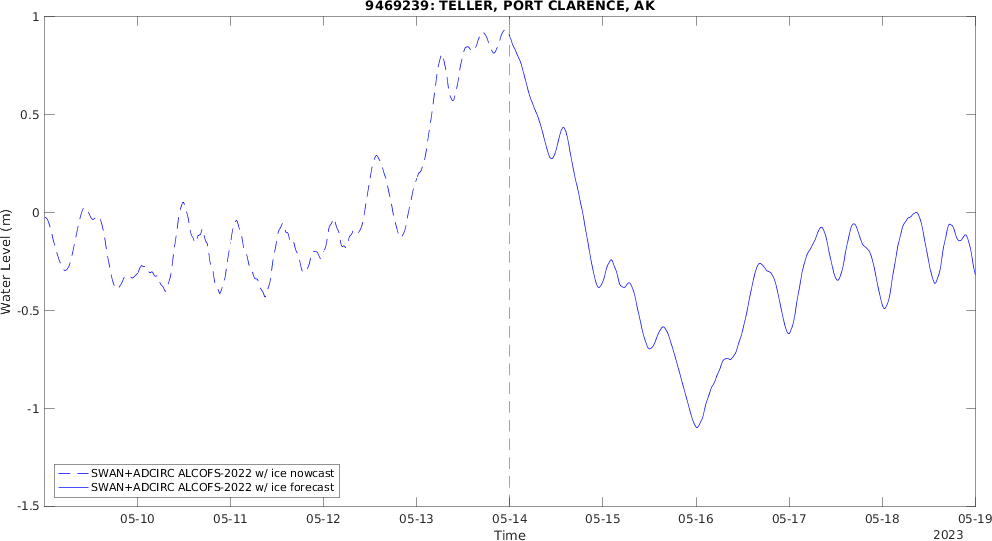 9469239: TELLER, PORT CLARENCE, AK
1
0.5
0
-0.5
-1
-1.5
Water Level (m)
SWAN+ADCIRC ALCOFS-2022 w/ ice nowcast
SWAN+ADCIRC ALCOFS-2022 w/ ice forecast
05-10 05-11 05-12 05-13 05-14 05-15 05-16 05-17 05-18 05-19
Time
2023